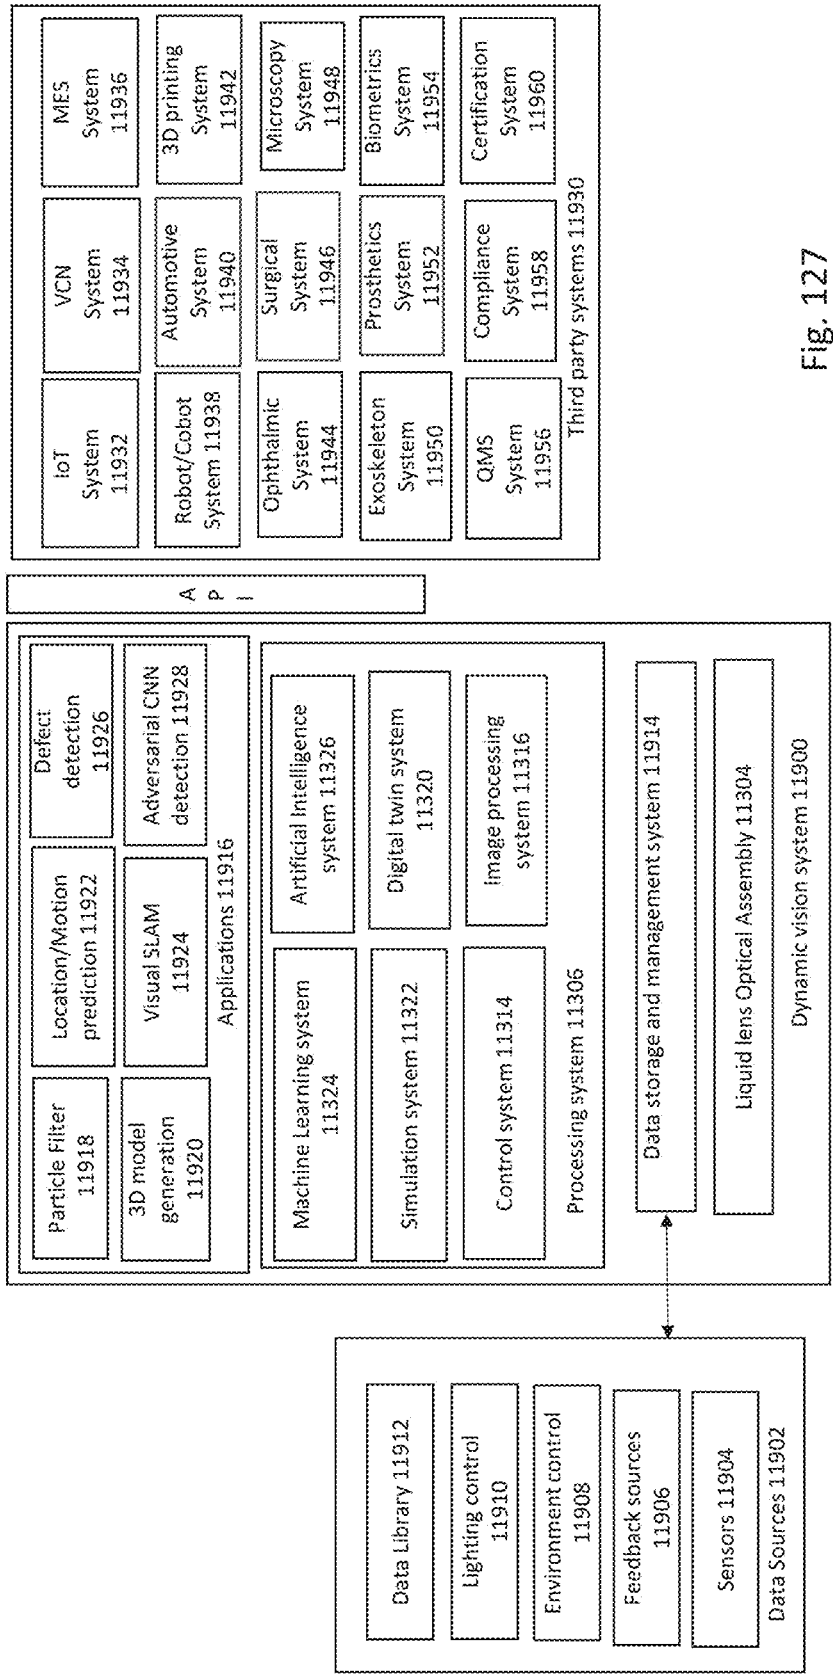 Data Library 11912
Lighting control
11910
Environment control
11908
Feedback sources
11906
Sensors 11904
Data Sources 11902
Particle Filter
11918
Location/Motion
prediction 11922
Defect
detection
11926
3D model
generation
11920
Visual SLAM
11924
Adversarial CNN
detection 11928
Applications 11916
Machine Learning system
11324
Artificial Intelligence
system 11326
Simulation system 11322
Digital twin system
11320
Control system 11314
Image processing
system 11316
Processing system 11306
Data storage and management system 11914
Liquid lens Optical Assembly 11304
Dynamic vision system 11900
A
P
I
IoT
System
11932
VCN
System
11934
MES
System
11936
Robot/Cobot
System 11938
Automotive
System
11940
3D printing
System
11942
Ophthalmic
System
11944
Surgical
System
11946
Microscopy
System
11948
Exoskeleton
System
11950
Prosthetics
System
11952
Biometrics
System
11954
QMS
System
11956
Compliance
System
11958
Certification
System
11960
Third party systems 11930
Fig. 127